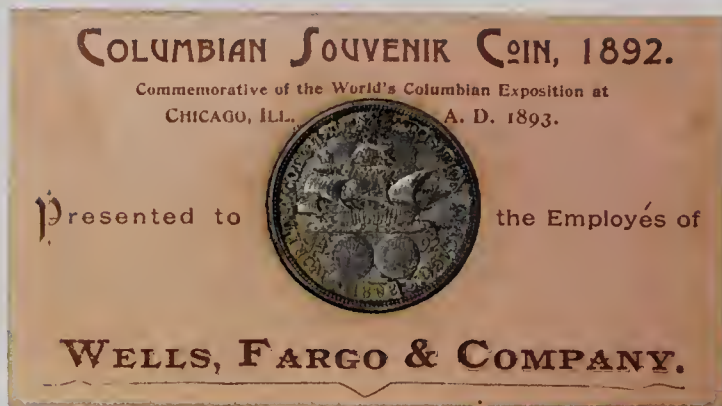 COLUMBIAN SOUVENIR COIN, 1892.
Commemorative of the World's Columbian Exposition at
CHICAGO, ILL. A. D. 1893.
Presented to the Employés of
1892
WELLS, FARGO & COMPANY.